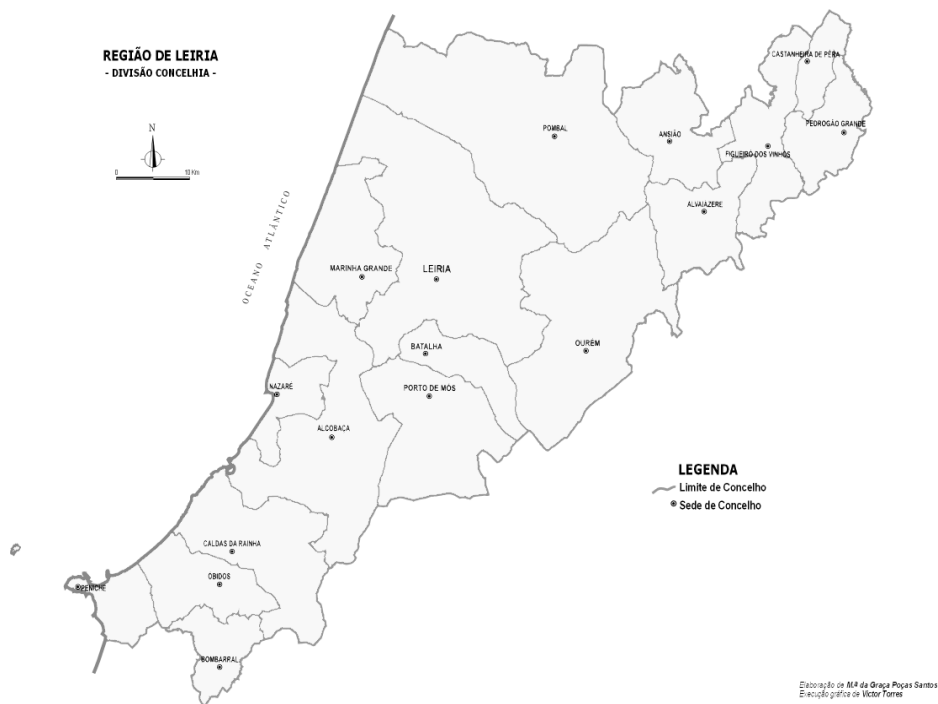 REGIÃO DE LEIRIA
- DIVISÃO CONCELHIA -
N
0 10 Km
OCEANO ATLÂNTICO
CASTANHEIRA DE PÊRA
PEDROGÃO GRANDE
POMBAL
ANSIÃO
FIGUEIRÓ DOS VINHOS
ALVAIAZERE
MARINHA GRANDE
LEIRIA
BATALHA
OURÉM
NAZARÉ
PORTO DE MÓS
ALCOBAÇA
CALDAS DA RAINHA
ÓBIDOS
PENICHE
BOMBARRAL
LEGENDA
Limite de Concelho
Sede de Concelho
Elaboração de M.ª da Graça Poças Santos
Execução gráfica de Victor Torres